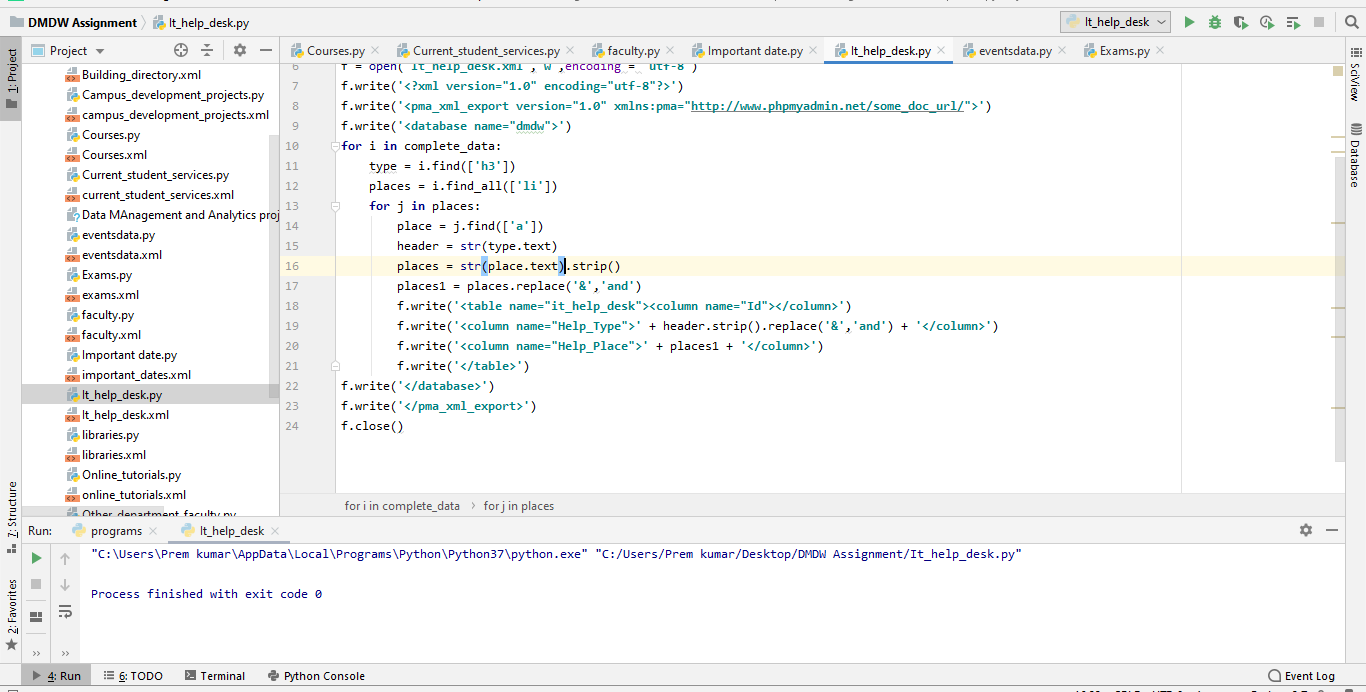 DMDW Assignment
It_help_desk.py
It_help_desk
1: Project
Project
Courses.py
Current_student_services.py
faculty.py
Important date.py
It_help_desk.py
eventsdata.py
Exams.py
SciView
Database
Building_directory.xml
Campus_development_projects.py
campus_development_projects.xml
Courses.py
Courses.xml
Current_student_services.py
current_student_services.xml
Data MAnagement and Analytics proj
eventsdata.py
eventsdata.xml
Exams.py
exams.xml
faculty.py
faculty.xml
Important date.py
important_dates.xml
It_help_desk.py
It_help_desk.xml
libraries.py
libraries.xml
Online_tutorials.py
online_tutorials.xml
Other_department_faculty.py
6 f = open('It_help_desk.xml','w',encoding = 'utf-8')
7 f.write('<?xml version="1.0" encoding="utf-8"?>')
8 f.write('<pma_xml_export version="1.0" xmlns:pma="http://www.phpmyadmin.net/some_doc_url/">')
9 f.write('<database name="dmdw">')
10 for i in complete_data:
11 type = i.find(['h3'])
12 places = i.find_all(['li'])
13 for j in places:
14 place = j.find(['a'])
15 header = str(type.text)
16 places = str(place.text).strip()
17 places1 = places.replace('&','and')
18 f.write('<table name="it_help_desk"><column name="Id"></column>')
19 f.write('<column name="Help_Type">' + header.strip().replace('&','and') + '</column>')
20 f.write('<column name="Help_Place">' + places1 + '</column>')
21 f.write('</table>')
22 f.write('</database>')
23 f.write('</pma_xml_export>')
24 f.close()
for i in complete_data › for j in places
7: Structure
2: Favorites
Run:
programs
It_help_desk
"C:\Users\Prem kumar\AppData\Local\Programs\Python\Python37\python.exe" "C:/Users/Prem kumar/Desktop/DMDW Assignment/It_help_desk.py"
Process finished with exit code 0
4: Run
6: TODO
Terminal
Python Console
Event Log